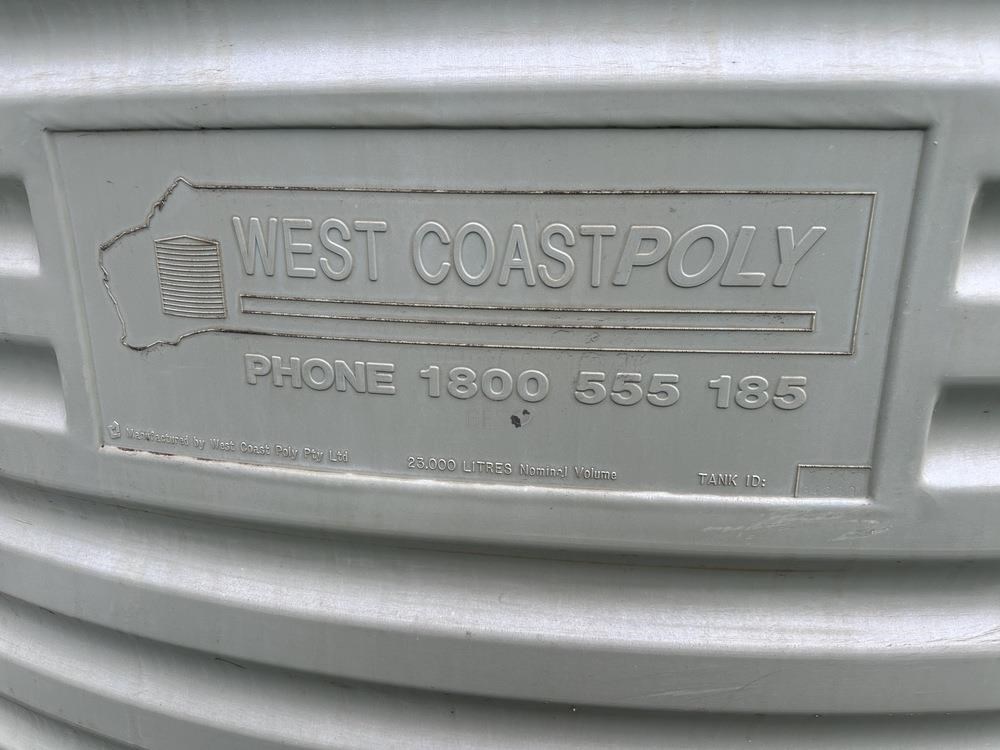 WEST COASTPOLY
PHONE 1800 555 185
Manufactured by West Coast Poly Pty Ltd
23.000 LITRES Nominal Volume
TANK ID: